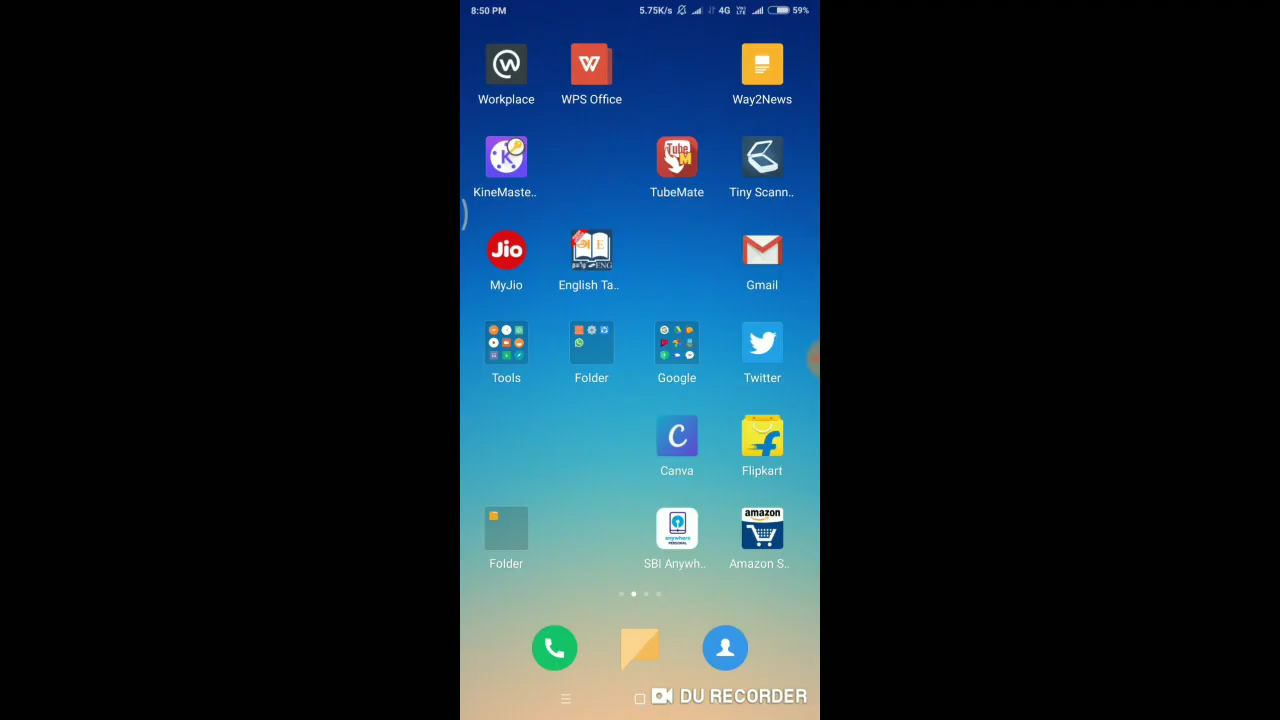 8:50 PM
5.75K/s 4G 59%
Workplace WPS Office Way2News
KineMaste.. TubeMate Tiny Scann..
Jio
MyJio English Ta.. Gmail
Tools Folder Google Twitter
Canva Flipkart
amazon
Folder SBI Anywh.. Amazon S..
DU RECORDER